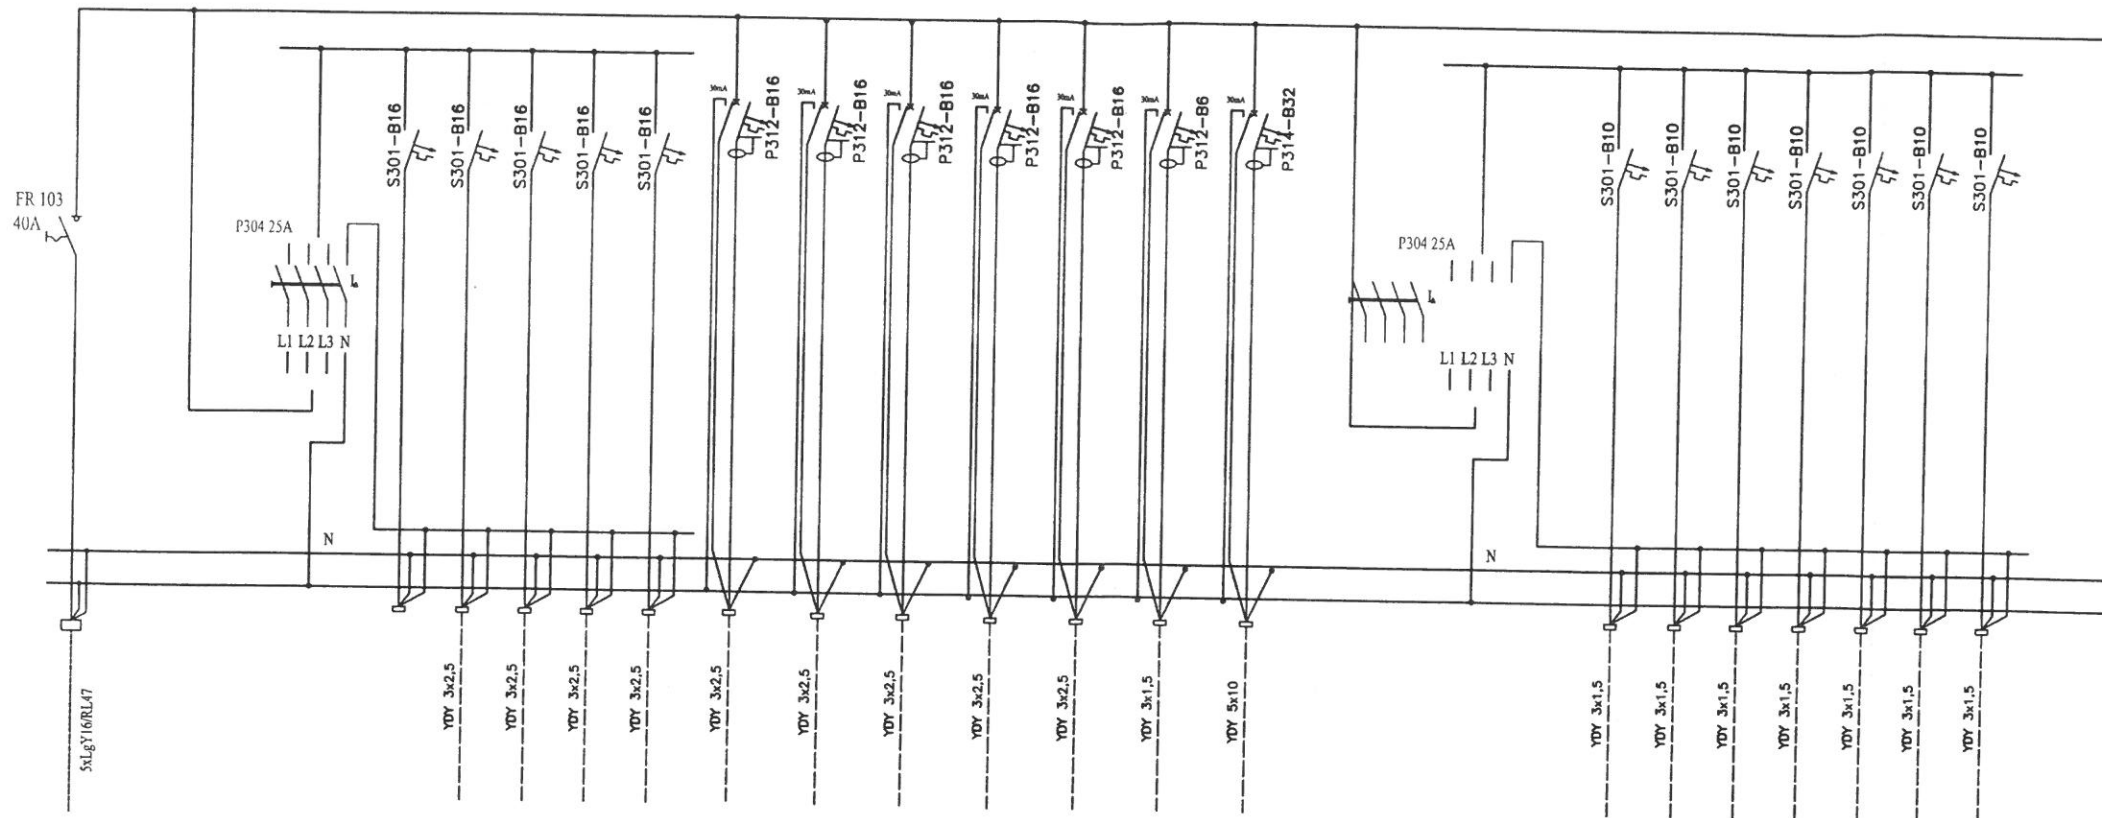 FR 103
40A
P304 25A
L1 L2 L3 N
S301-B16
S301-B16
S301-B16
S301-B16
S301-B16
30mA
P312-B16
30mA
P312-B16
30mA
P312-B16
30mA
P312-B16
30mA
P312-B16
30mA
P312-B6
30mA
P314-B32
P304 25A
L1 L2 L3 N
S301-B10
S301-B10
S301-B10
S301-B10
S301-B10
S301-B10
S301-B10
N
N
5xLgY16/RL47
YDY 3x2,5
YDY 3x2,5
YDY 3x2,5
YDY 3x2,5
YDY 3x2,5
YDY 3x2,5
YDY 3x2,5
YDY 3x2,5
YDY 3x2,5
YDY 3x1,5
YDY 5x10
YDY 3x1,5
YDY 3x1,5
YDY 3x1,5
YDY 3x1,5
YDY 3x1,5
YDY 3x1,5
YDY 3x1,5